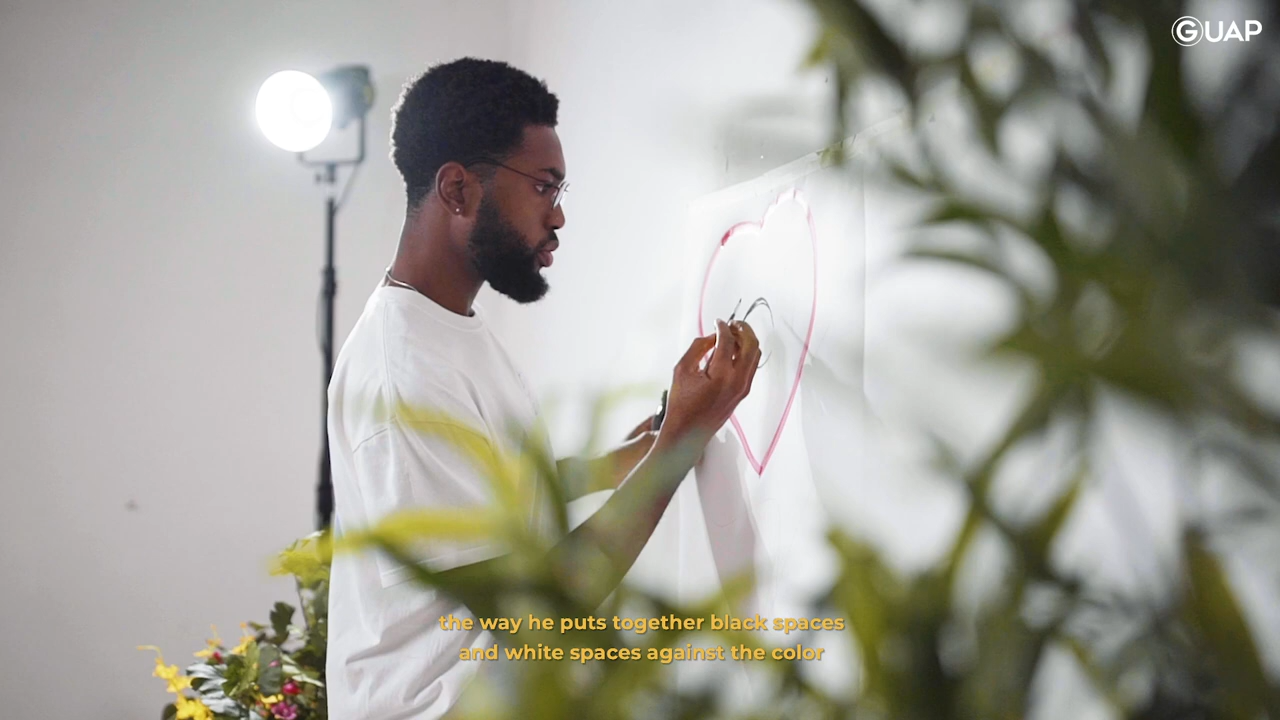 GUAP
the way he puts together black spaces
and white spaces against the color